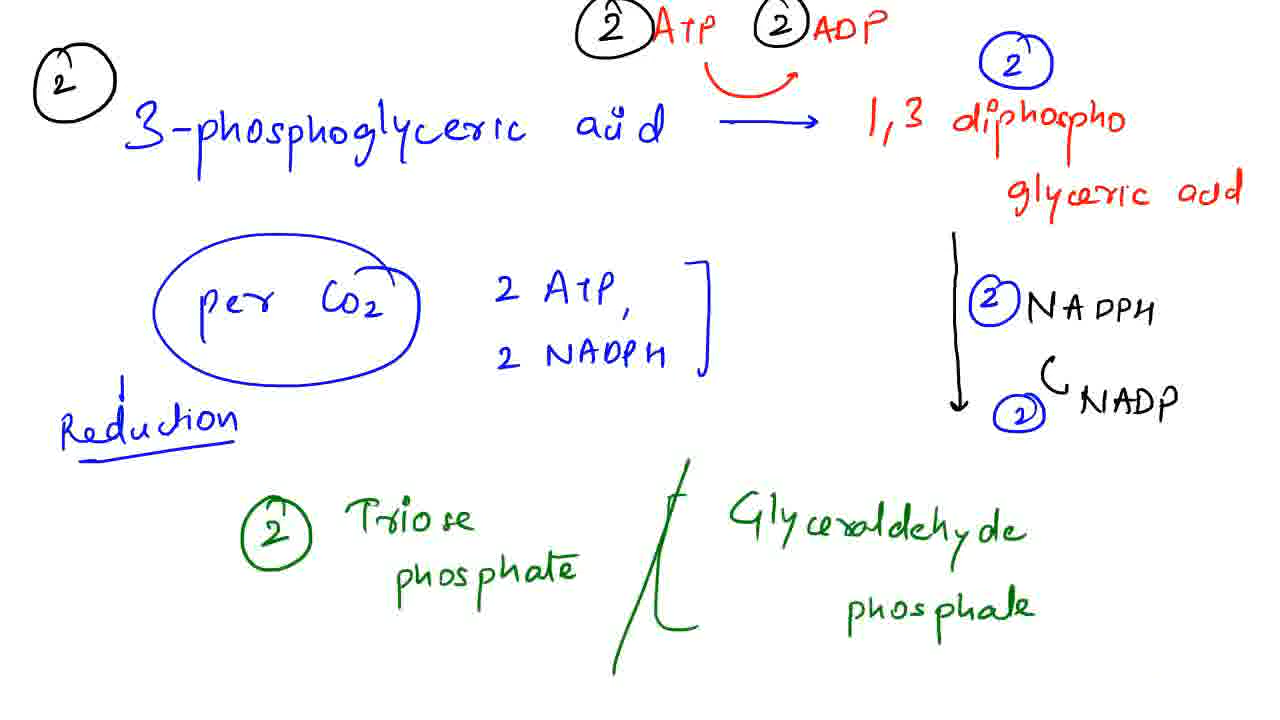 2 ATP 2 ADP
2 3-phosphoglyceric acid → 2 1,3 diphospho
glyceric acid
per CO2 2 ATP,
2 NADPH
2 NADPH
2 NADP
Reduction
2 Triose
phosphate
Glyceraldehyde
phosphate